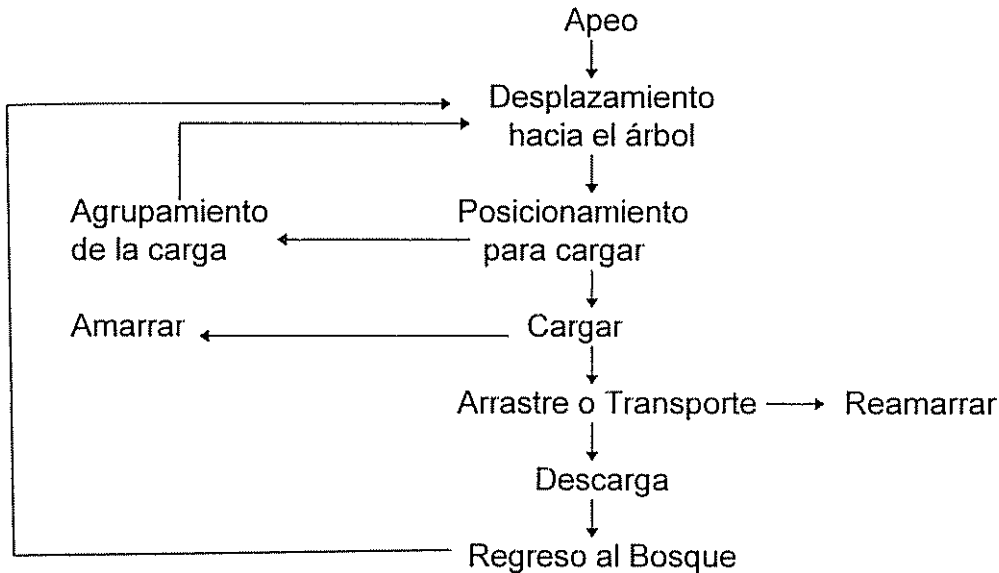 Apeo
Desplazamiento
hacia el árbol
Agrupamiento
de la carga
Posicionamiento
para cargar
Amarrar
Cargar
Arrastre o Transporte
Reamarrar
Descarga
Regreso al Bosque